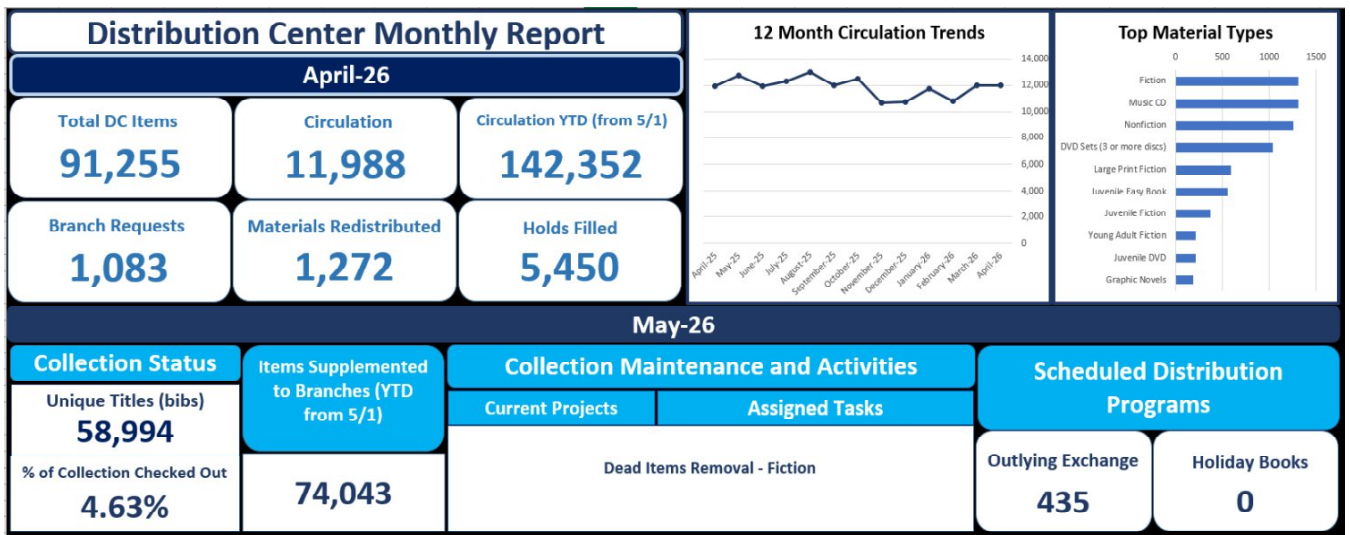 Distribution Center Monthly Report
April-26
Total DC Items
91,255
Circulation
11,988
Circulation YTD (from 5/1)
142,352
Branch Requests
1,083
Materials Redistributed
1,272
Holds Filled
5,450
12 Month Circulation Trends
14,000
12,000
10,000
8,000
6,000
4,000
2,000
0
April-25
May-25
June-25
July-25
August-25
September-25
October-25
November-25
December-25
January-26
February-26
March-26
April-26
Top Material Types
0 500 1000 1500
Fiction
Music CD
Nonfiction
DVD Sets (3 or more discs)
Large Print Fiction
Juvenile Easy Book
Juvenile Fiction
Young Adult Fiction
Juvenile DVD
Graphic Novels
May-26
Collection Status
Unique Titles (bibs)
58,994
% of Collection Checked Out
4.63%
Items Supplemented
to Branches (YTD
from 5/1)
74,043
Collection Maintenance and Activities
Current Projects
Assigned Tasks
Dead Items Removal - Fiction
Scheduled Distribution
Programs
Outlying Exchange
435
Holiday Books
0